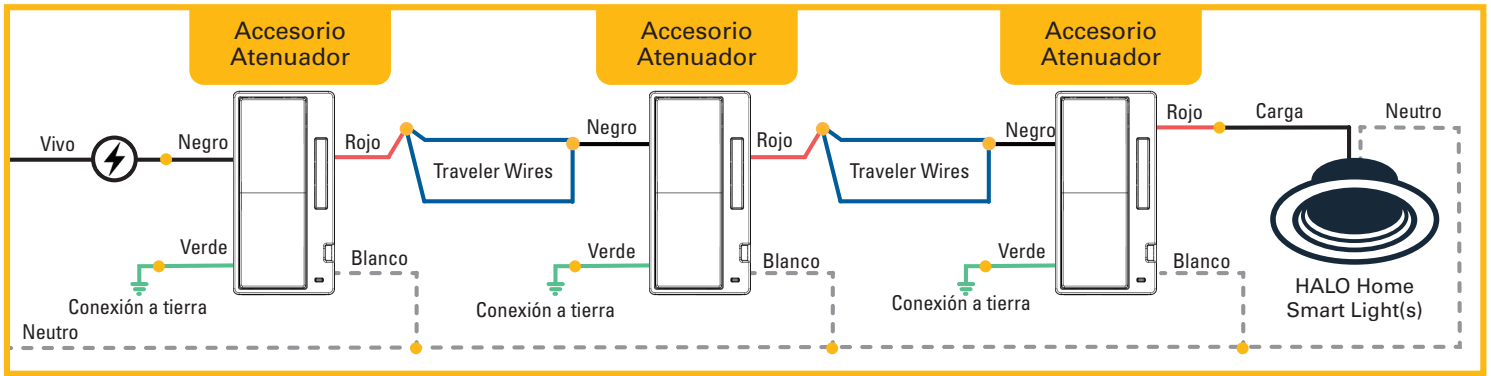 Accesorio
Atenuador
Accesorio
Atenuador
Accesorio
Atenuador
Vivo
Negro
Rojo
Traveler Wires
Negro
Rojo
Traveler Wires
Negro
Rojo
Carga
Neutro
Verde
Conexión a tierra
Blanco
Verde
Conexión a tierra
Blanco
Verde
Conexión a tierra
Blanco
HALO Home
Smart Light(s)
Neutro